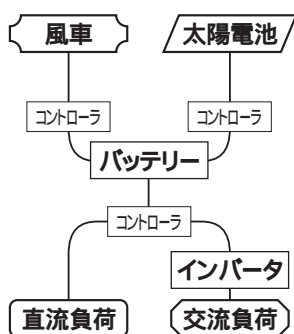 風車
太陽電池
コントローラ
コントローラ
バッテリー
コントローラ
インバータ
直流負荷
交流負荷